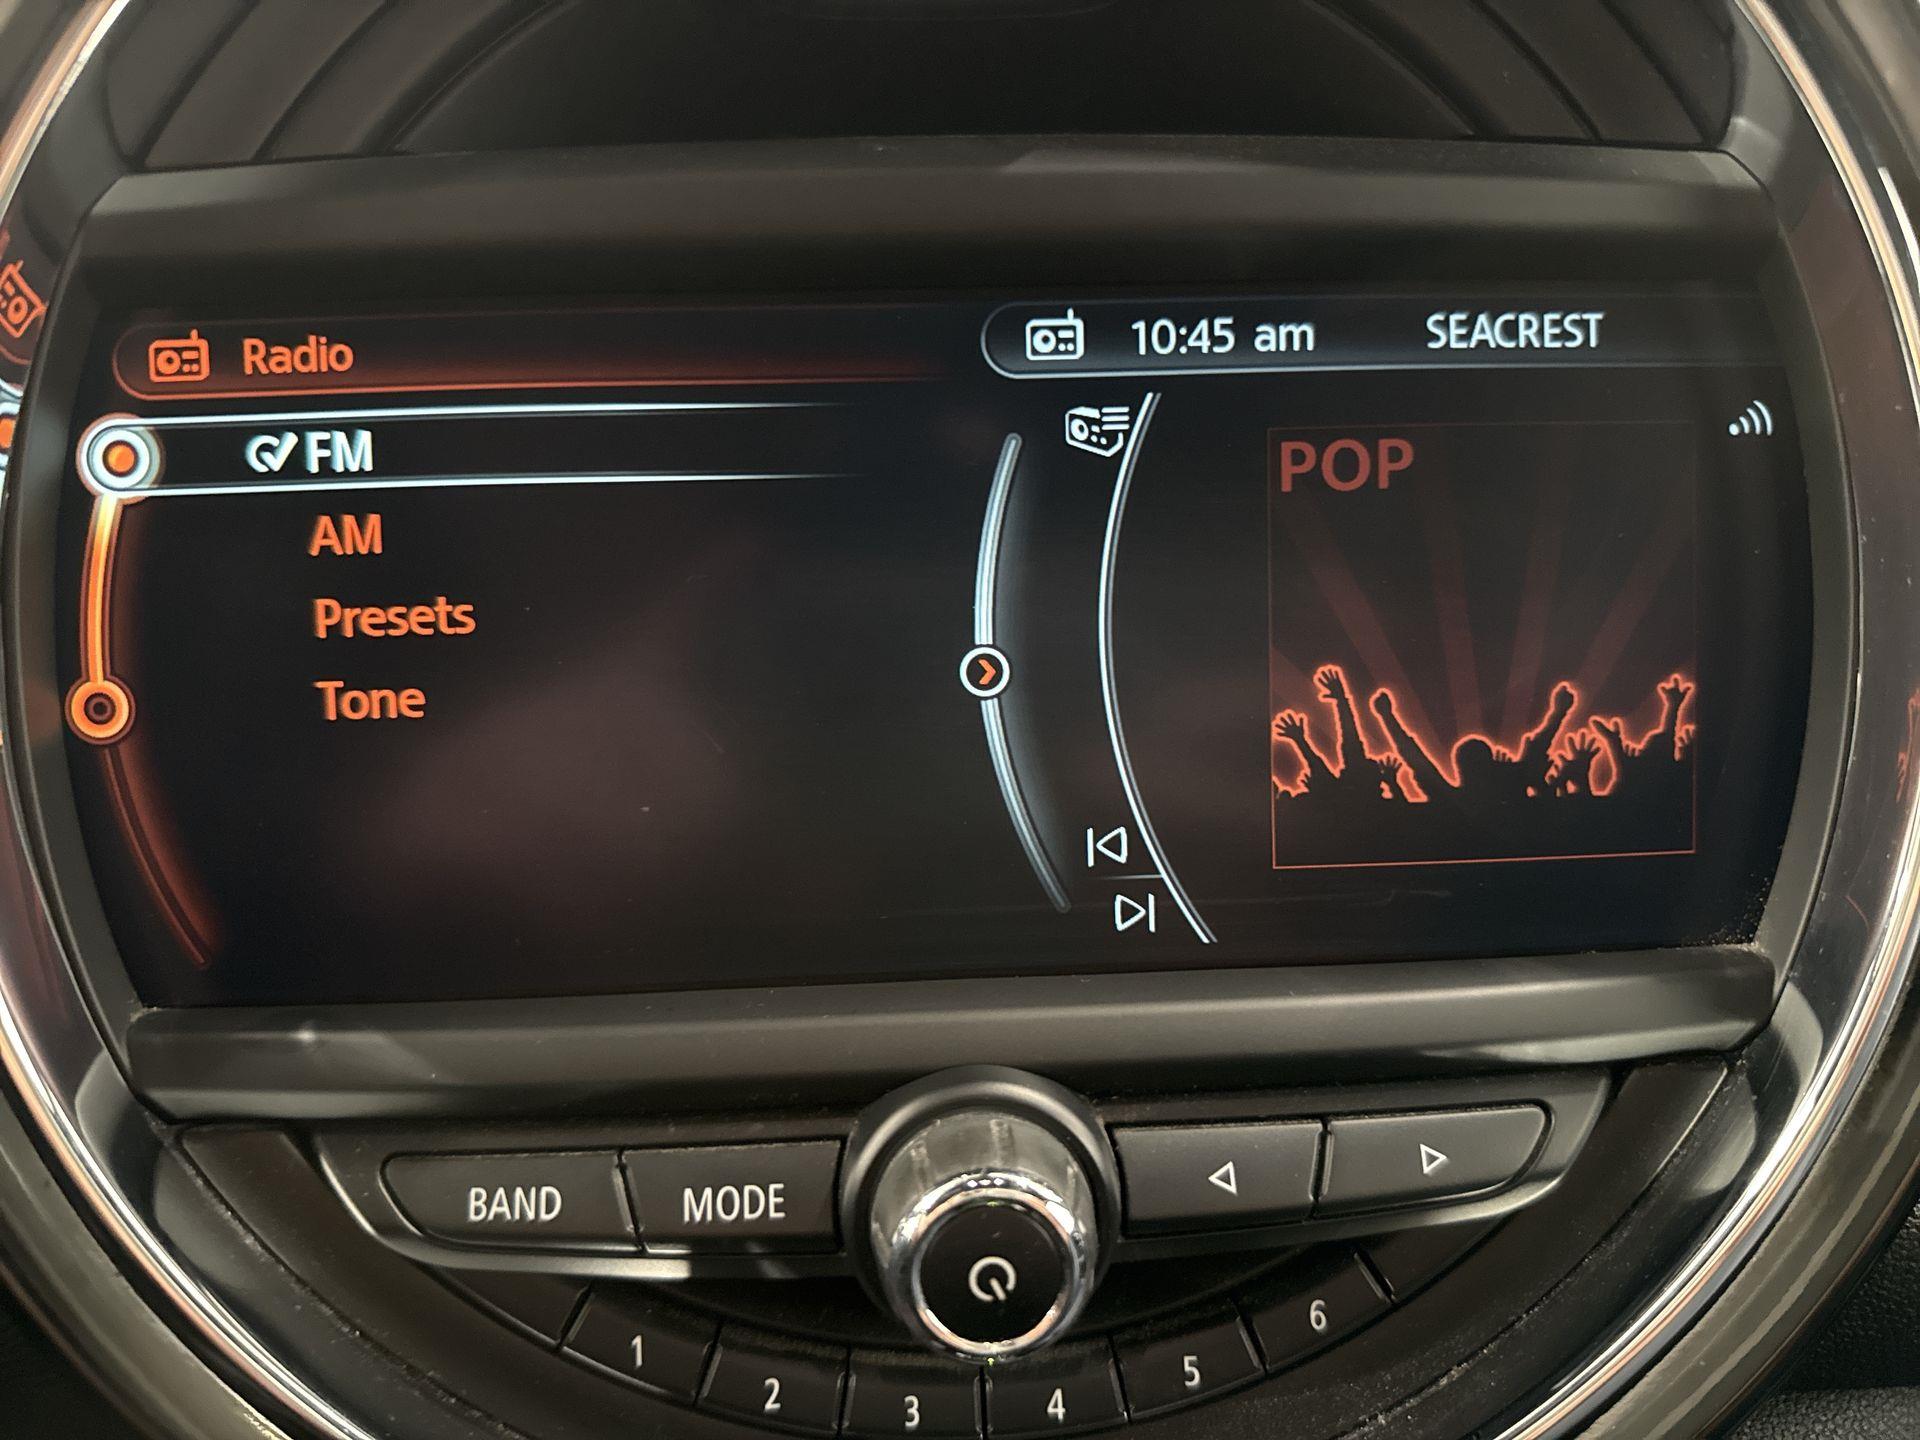 Radio
10:45 am SEACREST
FM
AM
Presets
Tone
POP
BAND
MODE
1
2
3
4
5
6